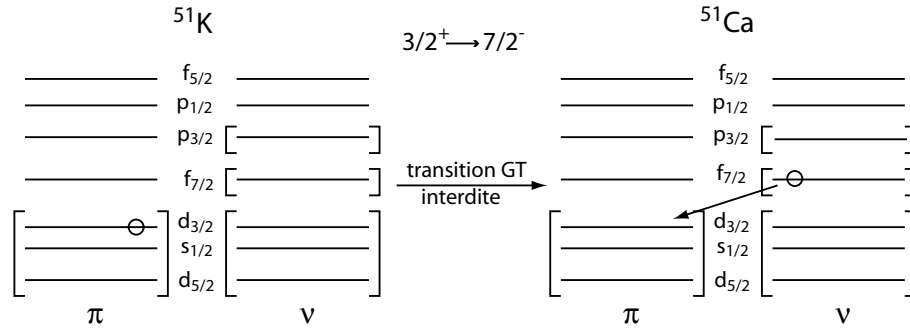 ⁵¹K 3/2⁺ ⟶ 7/2⁻ ⁵¹Ca
f5/2 f5/2
p1/2 p1/2
p3/2 p3/2
transition GT
f7/2 f7/2
interdite
d3/2 d3/2
s1/2 s1/2
d5/2 d5/2
π ν π ν